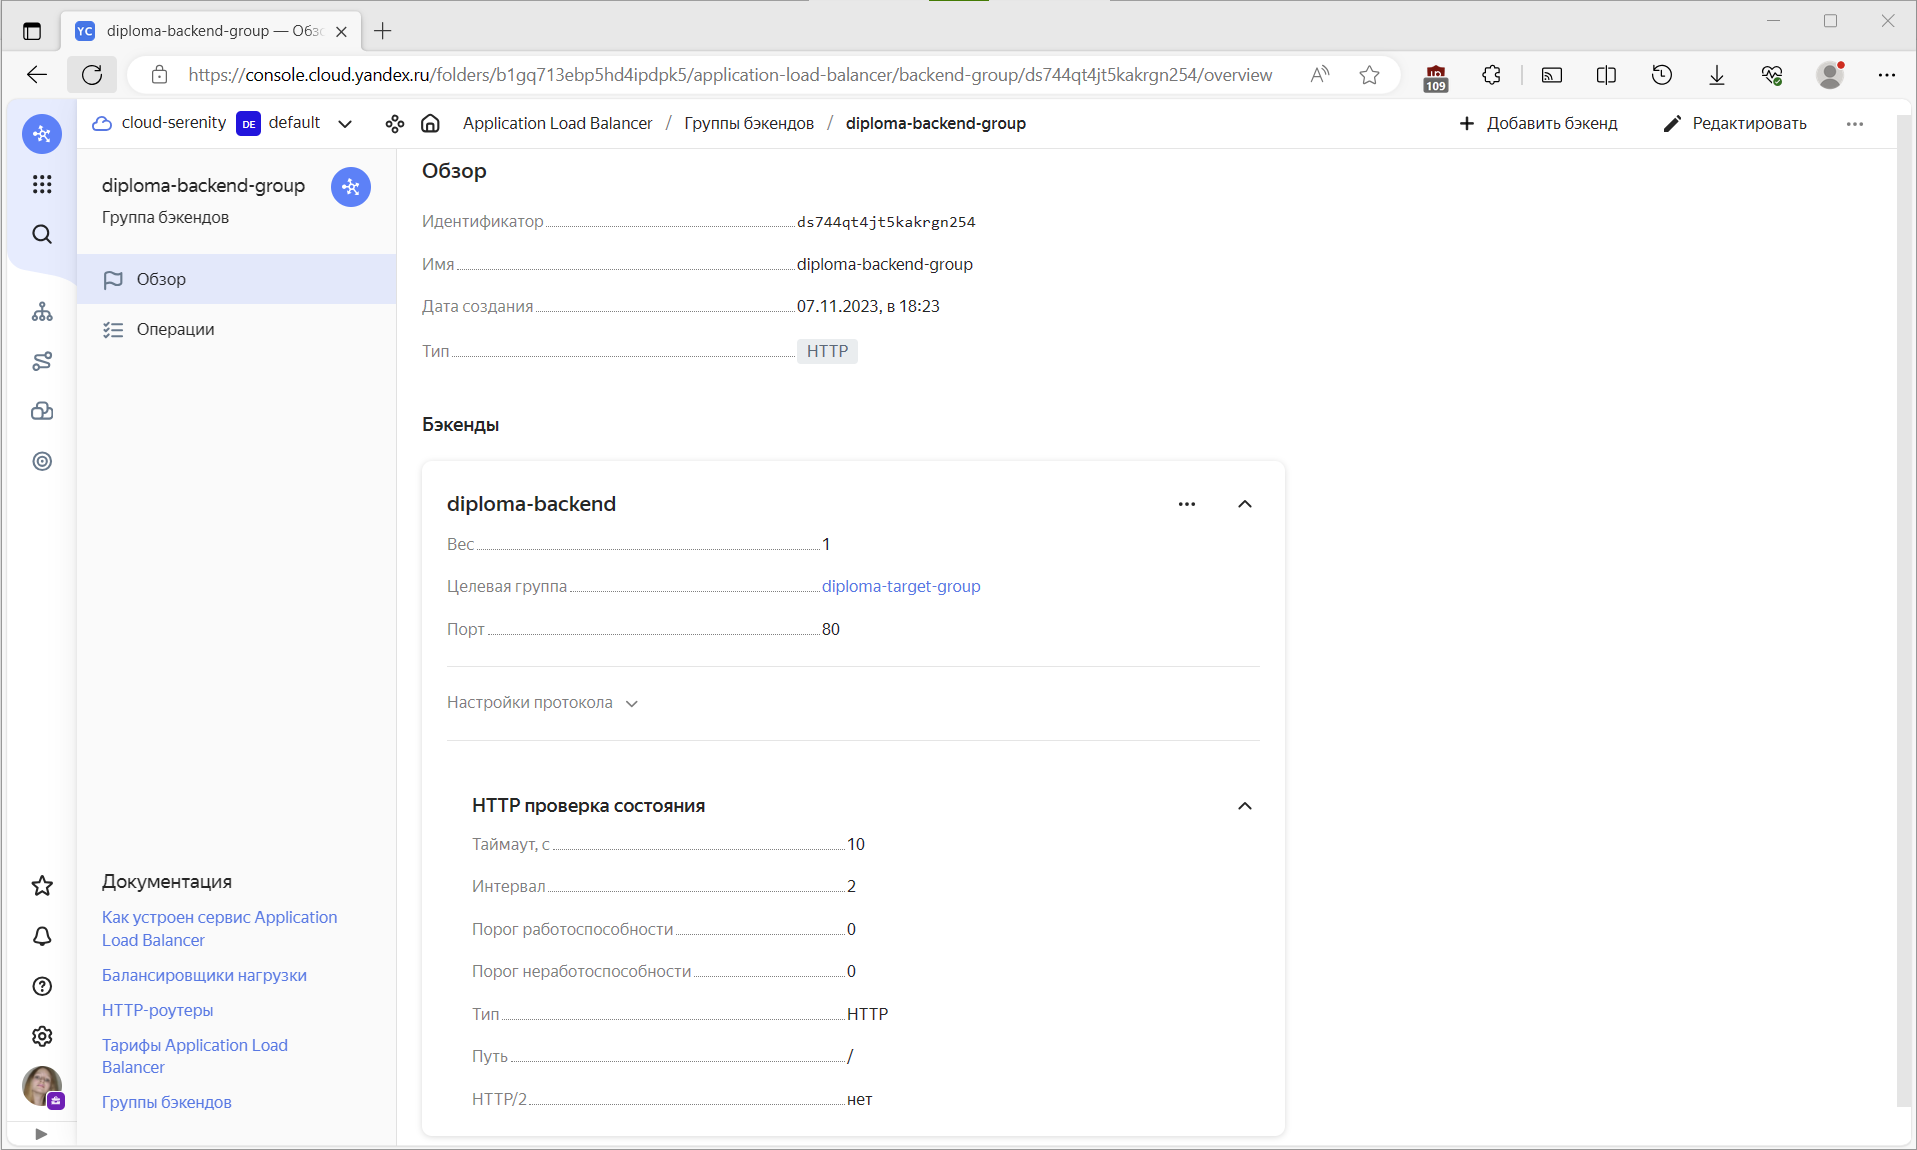 YC diploma-backend-group — Обзо
https://console.cloud.yandex.ru/folders/b1gq713ebp5hd4ipdpk5/application-load-balancer/backend-group/ds744qt4jt5kakrgn254/overview
109
cloud-serenity DE default Application Load Balancer / Группы бэкендов / diploma-backend-group Добавить бэкенд Редактировать
diploma-backend-group
Группа бэкендов
Обзор
Операции
Документация
Как устроен сервис Application
Load Balancer
Балансировщики нагрузки
HTTP-роутеры
Тарифы Application Load
Balancer
Группы бэкендов
Обзор
Идентификатор ds744qt4jt5kakrgn254
Имя diploma-backend-group
Дата создания 07.11.2023, в 18:23
Тип HTTP
Бэкенды
diploma-backend
Вес 1
Целевая группа diploma-target-group
Порт 80
Настройки протокола
HTTP проверка состояния
Таймаут, с 10
Интервал 2
Порог работоспособности 0
Порог неработоспособности 0
Тип HTTP
Путь /
HTTP/2 нет